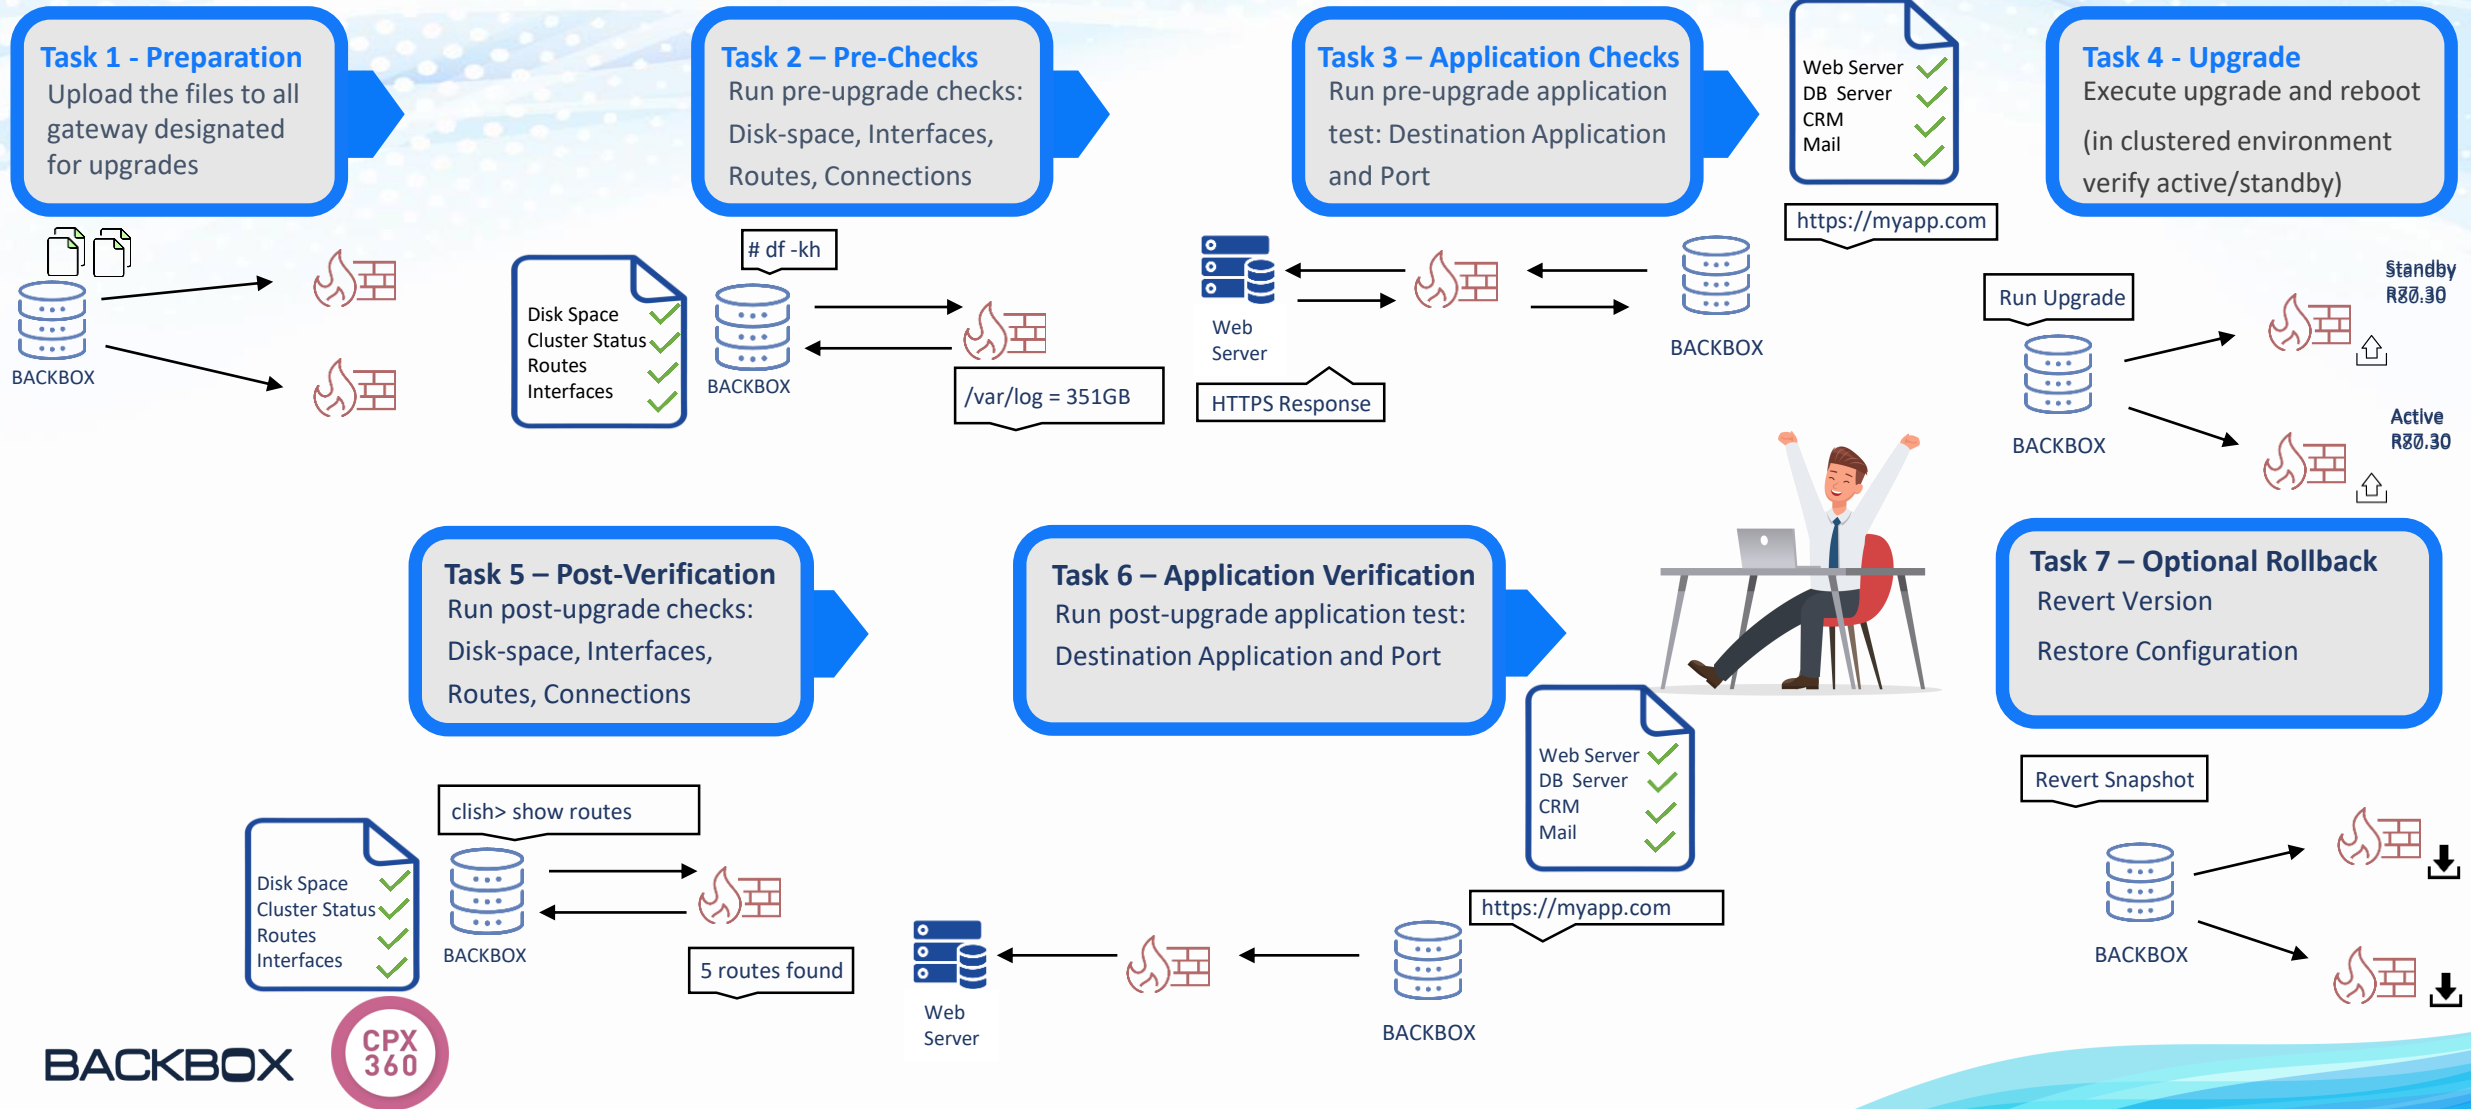 Task 1 - Preparation
Upload the files to all
gateway designated
for upgrades
BACKBOX
Task 2 – Pre-Checks
Run pre-upgrade checks:
Disk-space, Interfaces,
Routes, Connections
# df -kh
Disk Space
Cluster Status
Routes
Interfaces
BACKBOX
/var/log = 351GB
Task 3 – Application Checks
Run pre-upgrade application
test: Destination Application
and Port
Web Server
DB Server
CRM
Mail
https://myapp.com
Web
Server
BACKBOX
HTTPS Response
Task 4 - Upgrade
Execute upgrade and reboot
(in clustered environment
verify active/standby)
Run Upgrade
BACKBOX
Standby
Active
Task 5 – Post-Verification
Run post-upgrade checks:
Disk-space, Interfaces,
Routes, Connections
clish> show routes
Disk Space
Cluster Status
Routes
Interfaces
BACKBOX
5 routes found
Task 6 – Application Verification
Run post-upgrade application test:
Destination Application and Port
Web Server
DB Server
CRM
Mail
https://myapp.com
Web
Server
BACKBOX
Task 7 – Optional Rollback
Revert Version
Restore Configuration
Revert Snapshot
BACKBOX
BACKBOX
CPX
360